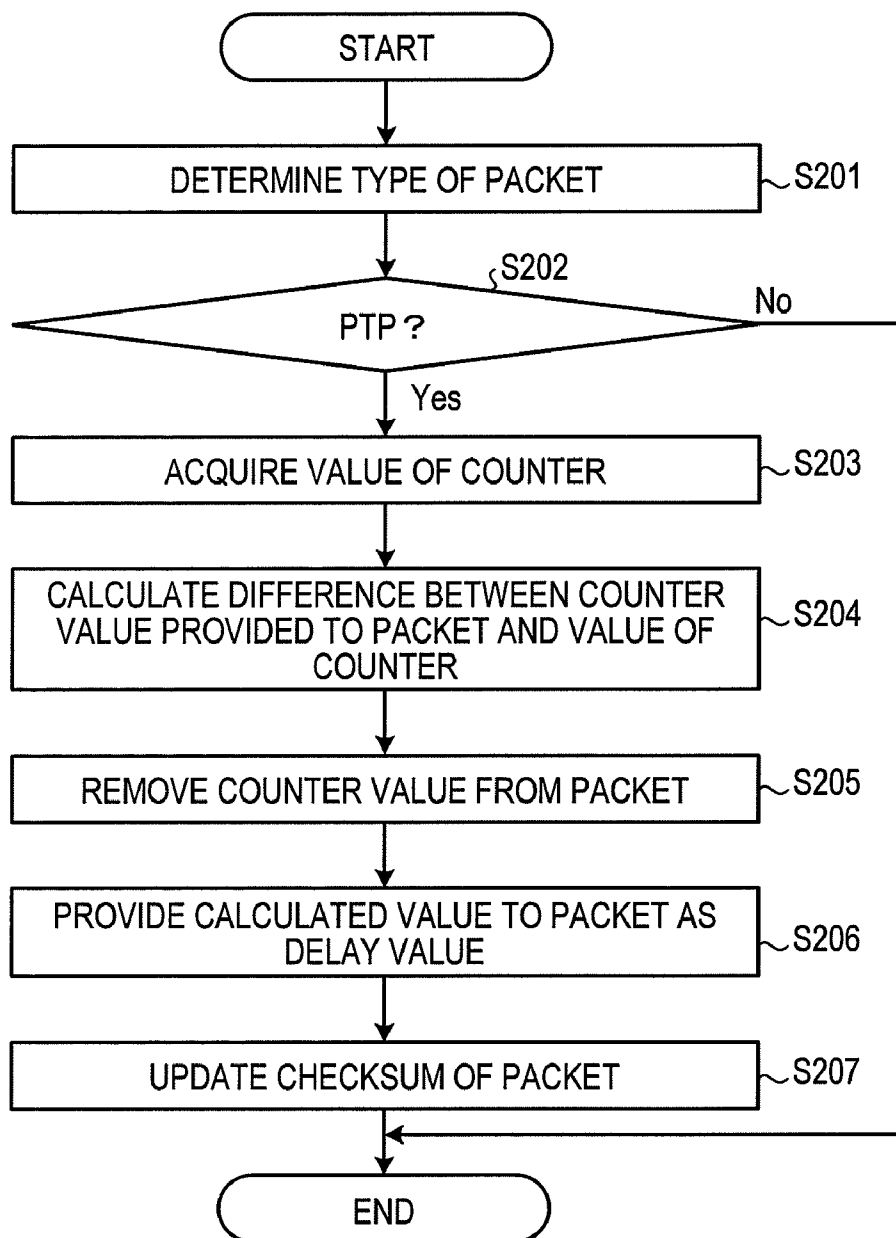 START
DETERMINE TYPE OF PACKET
S201
S202
PTP ?
No
Yes
ACQUIRE VALUE OF COUNTER
S203
CALCULATE DIFFERENCE BETWEEN COUNTER
VALUE PROVIDED TO PACKET AND VALUE OF
COUNTER
S204
REMOVE COUNTER VALUE FROM PACKET
S205
PROVIDE CALCULATED VALUE TO PACKET AS
DELAY VALUE
S206
UPDATE CHECKSUM OF PACKET
S207
END